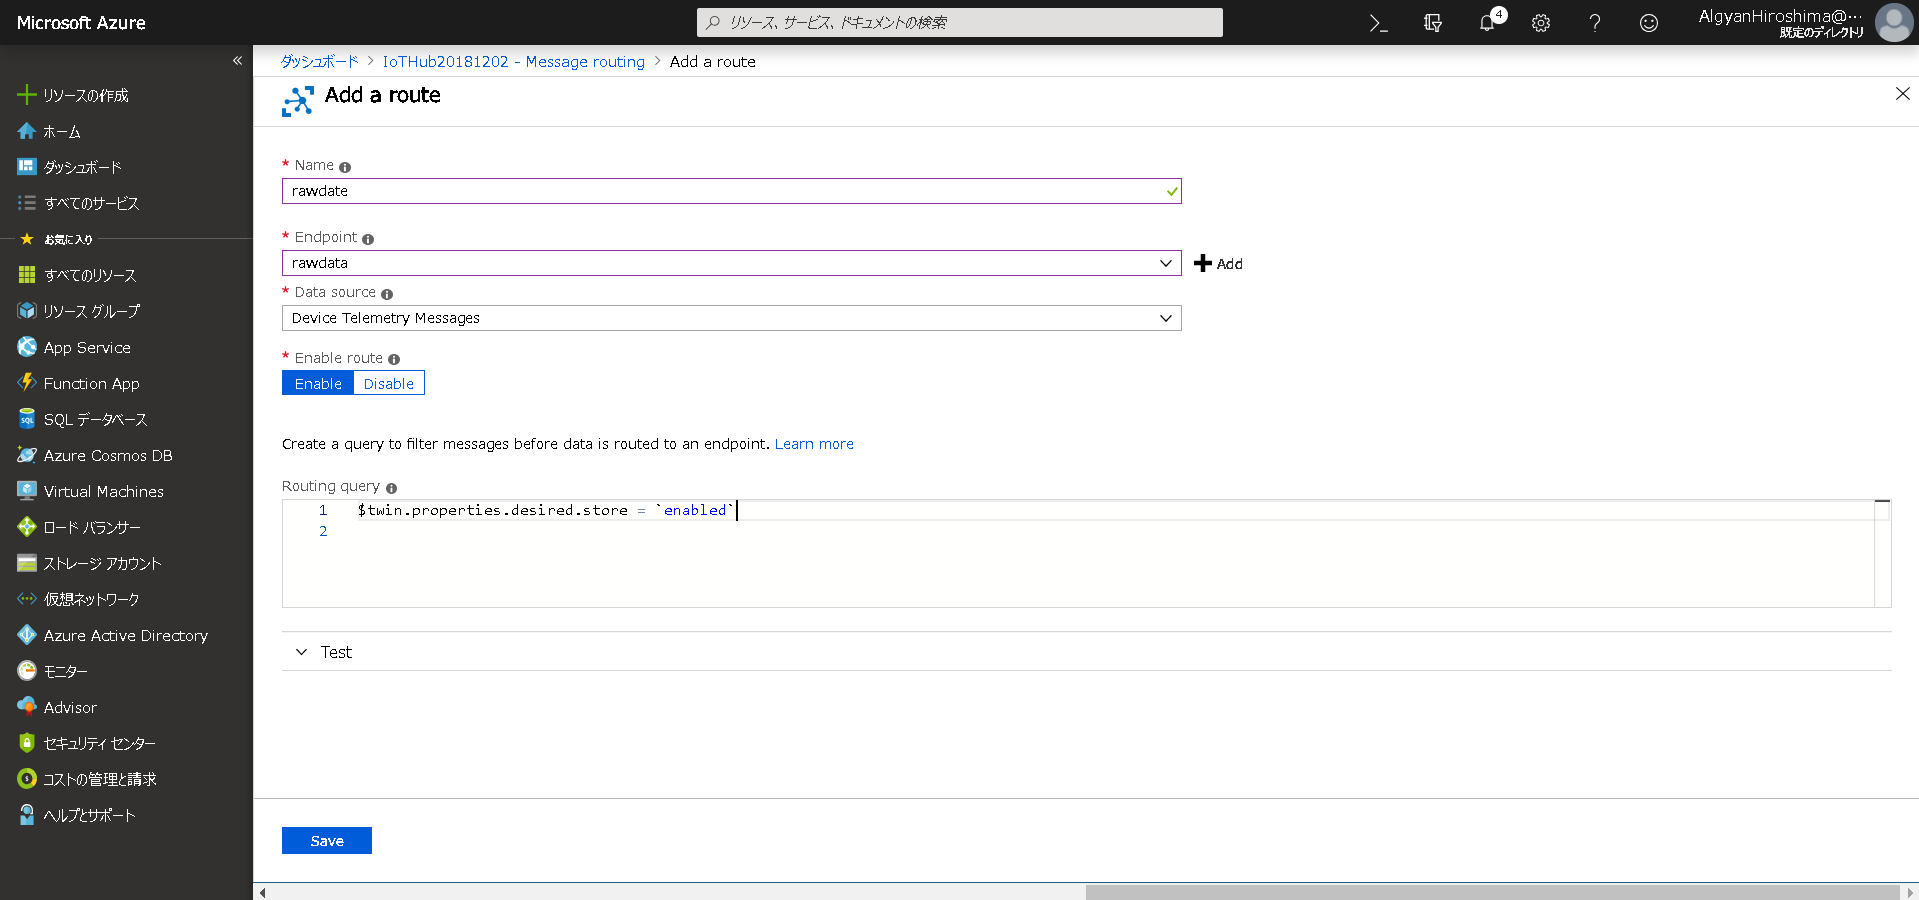 Microsoft Azure
リソース、サービス、ドキュメントの検索
4
AlgyanHiroshima@···
既定のディレクトリ
«
リソースの作成
ホーム
ダッシュボード
すべてのサービス
お気に入り
すべてのリソース
リソース グループ
App Service
Function App
SQL データベース
Azure Cosmos DB
Virtual Machines
ロード バランサー
ストレージ アカウント
仮想ネットワーク
Azure Active Directory
モニター
Advisor
セキュリティ センター
コストの管理と請求
ヘルプとサポート
ダッシュボード > IoTHub20181202 - Message routing > Add a route
Add a route
* Name
rawdate
* Endpoint
rawdata
Add
* Data source
Device Telemetry Messages
* Enable route
Enable Disable
Create a query to filter messages before data is routed to an endpoint. Learn more
Routing query
1 $twin.properties.desired.store = `enabled`
2
Test
Save